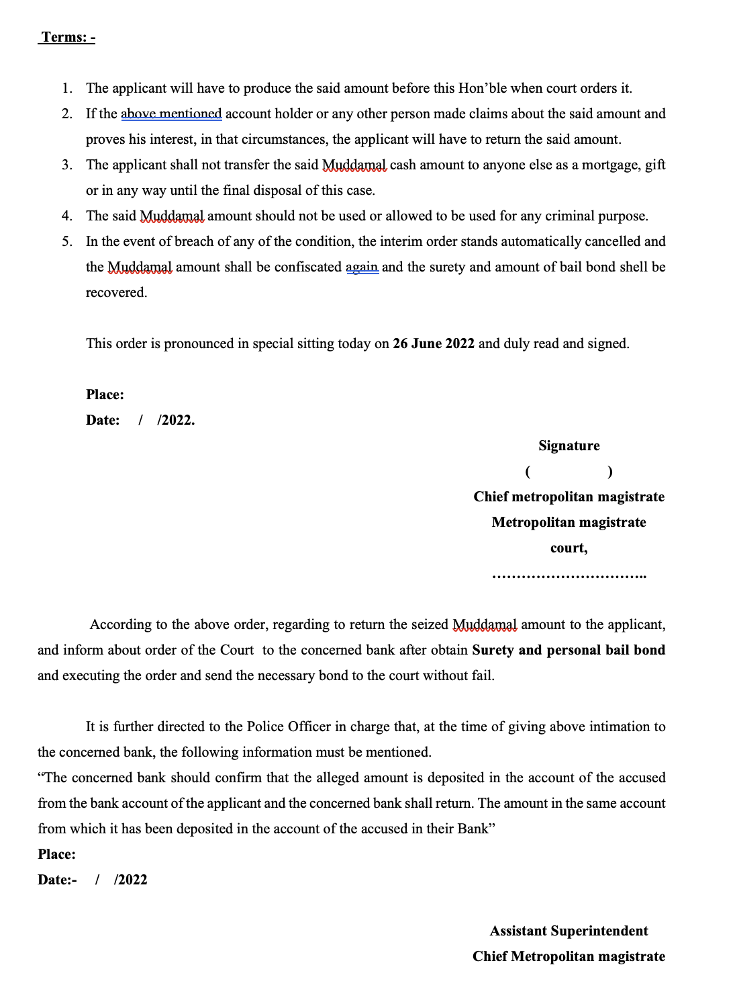 Terms: -
1. The applicant will have to produce the said amount before this Hon’ble when court orders it.
2. If the above mentioned account holder or any other person made claims about the said amount and
proves his interest, in that circumstances, the applicant will have to return the said amount.
3. The applicant shall not transfer the said Muddamal cash amount to anyone else as a mortgage, gift
or in any way until the final disposal of this case.
4. The said Muddamal amount should not be used or allowed to be used for any criminal purpose.
5. In the event of breach of any of the condition, the interim order stands automatically cancelled and
the Muddamal amount shall be confiscated again and the surety and amount of bail bond shell be
recovered.
This order is pronounced in special sitting today on 26 June 2022 and duly read and signed.
Place:
Date: / /2022.
Signature
( )
Chief metropolitan magistrate
Metropolitan magistrate
court,
……………………………..
According to the above order, regarding to return the seized Muddamal amount to the applicant,
and inform about order of the Court to the concerned bank after obtain Surety and personal bail bond
and executing the order and send the necessary bond to the court without fail.
It is further directed to the Police Officer in charge that, at the time of giving above intimation to
the concerned bank, the following information must be mentioned.
“The concerned bank should confirm that the alleged amount is deposited in the account of the accused
from the bank account of the applicant and the concerned bank shall return. The amount in the same account
from which it has been deposited in the account of the accused in their Bank”
Place:
Date:- / /2022
Assistant Superintendent
Chief Metropolitan magistrate